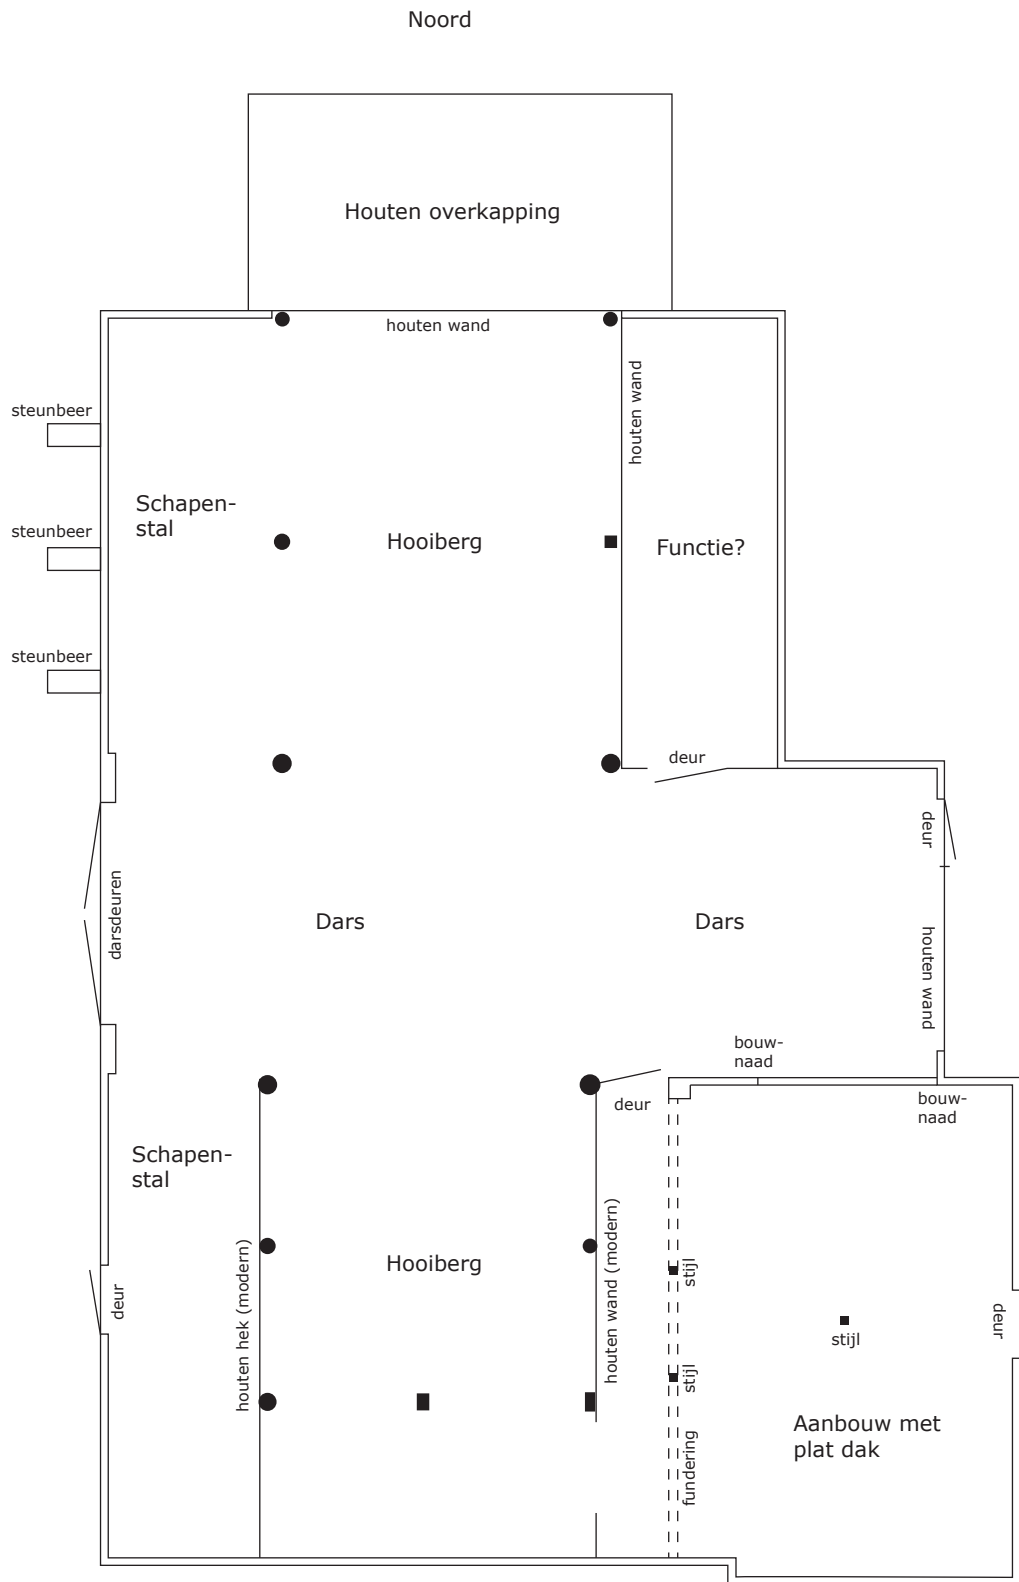 Noord
Houten overkapping
houten wand
houten wand
steunbeer
Schapen-
stal
steunbeer
Hooiberg
Functie?
steunbeer
deur
deur
darsdeuren
Dars
Dars
houten wand
bouw-
naad
deur
bouw-
naad
Schapen-
stal
houten hek (modern)
Hooiberg
houten wand (modern)
stijl
deur
stijl
deur
stijl
Aanbouw met
plat dak
fundering